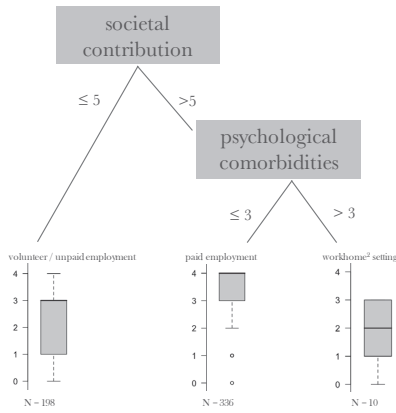 societal
contribution
≤ 5
>5
psychological
comorbidities
≤ 3
> 3
volunteer / unpaid employment
paid employment
workhome² setting
4
3
2
1
0
4
3
2
1
0
4
3
2
1
0
N = 198
N = 336
N = 10